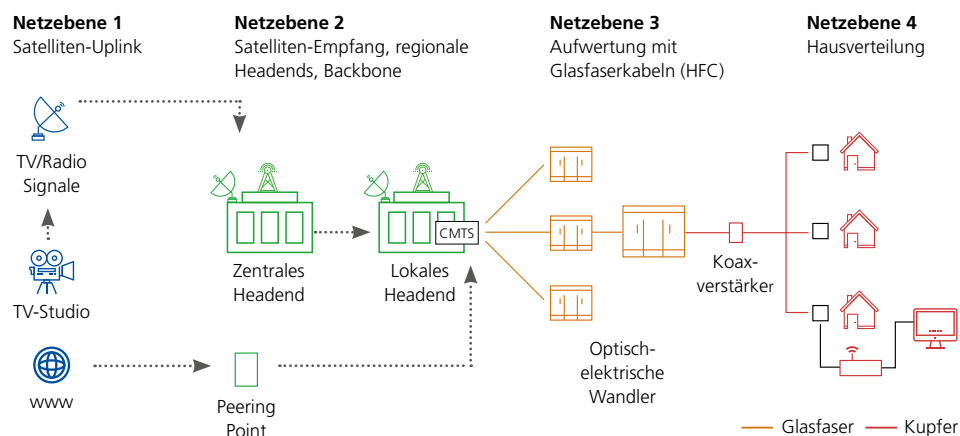 Netzebene 1
Satelliten-Uplink
Netzebene 2
Satelliten-Empfang, regionale
Headends, Backbone
Netzebene 3
Aufwertung mit
Glasfaserkabeln (HFC)
Netzebene 4
Hausverteilung
TV/Radio
Signale
TV-Studio
www
Zentrales
Headend
CMTS
Lokales
Headend
Peering
Point
Optisch-
elektrische
Wandler
Koax-
verstärker
Glasfaser
Kupfer